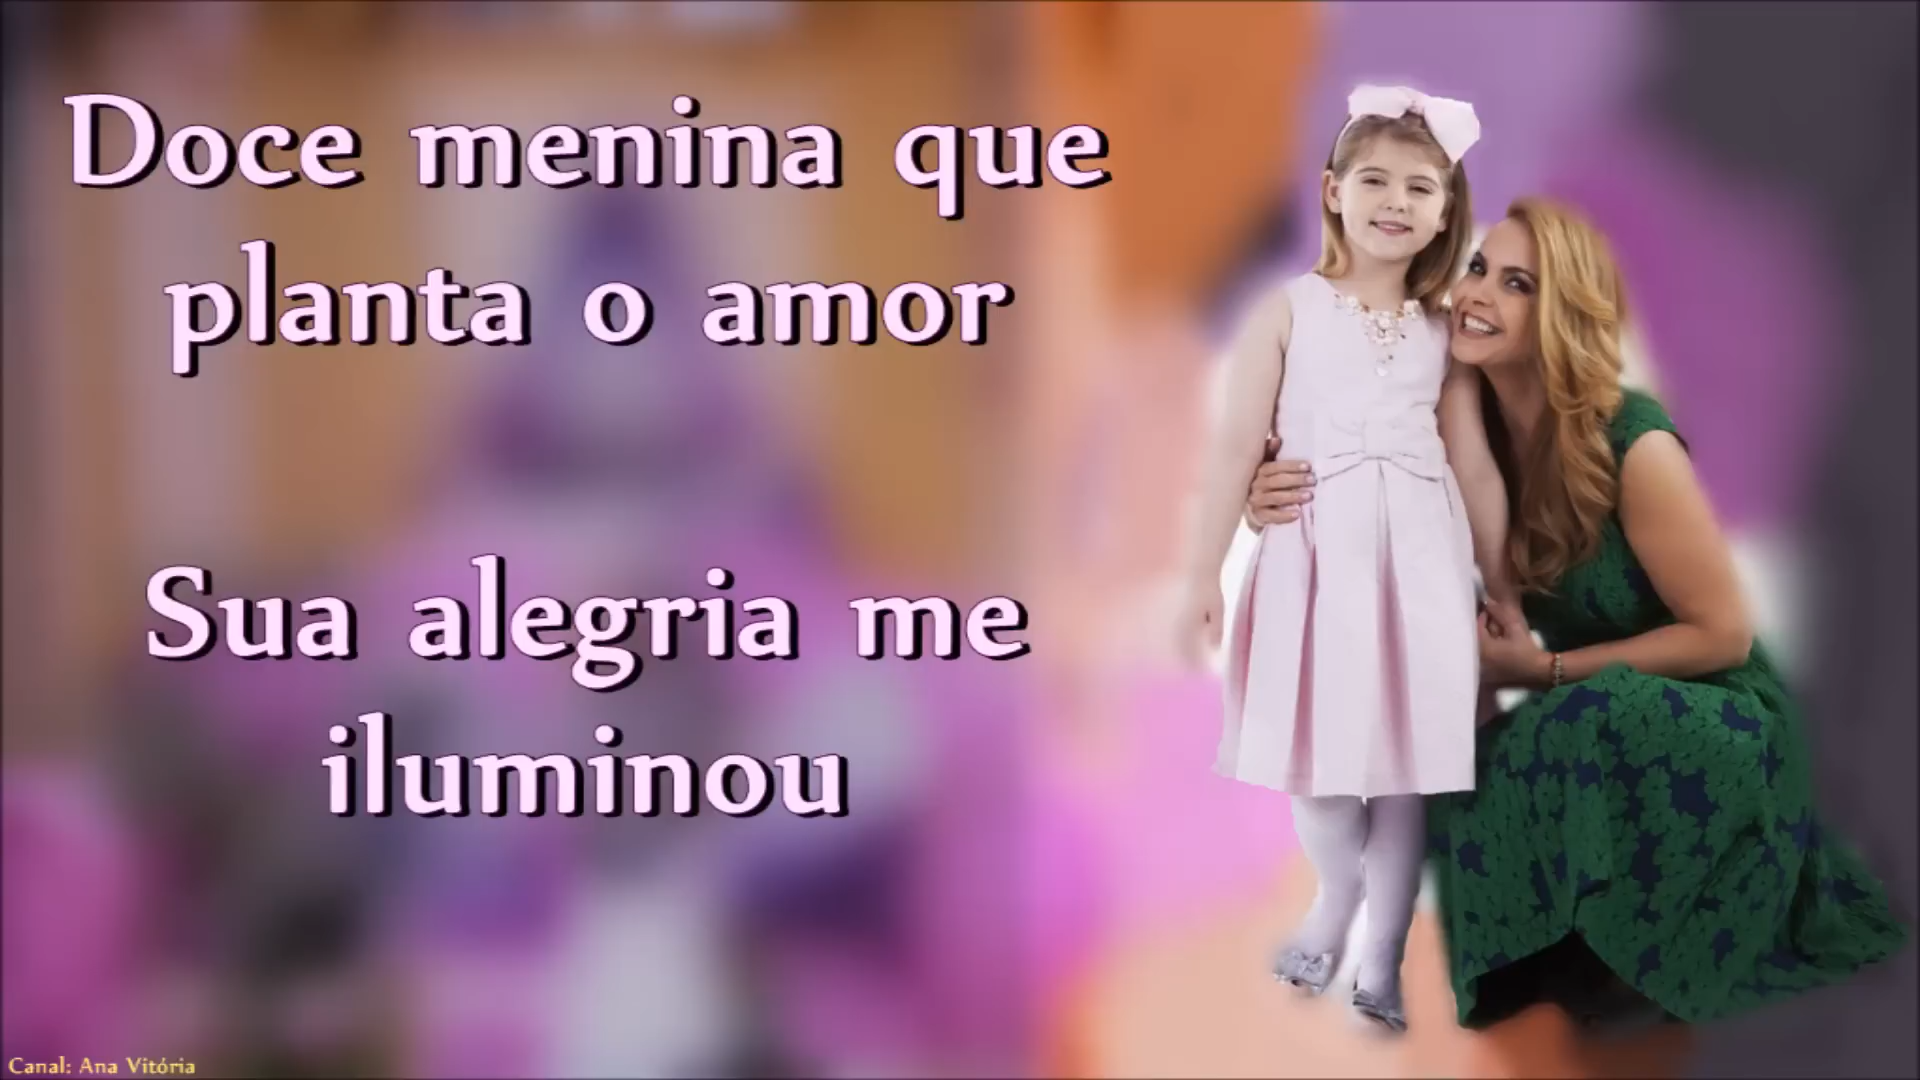 Doce menina que
planta o amor
Sua alegria me
iluminou
Canal: Ana Vitória